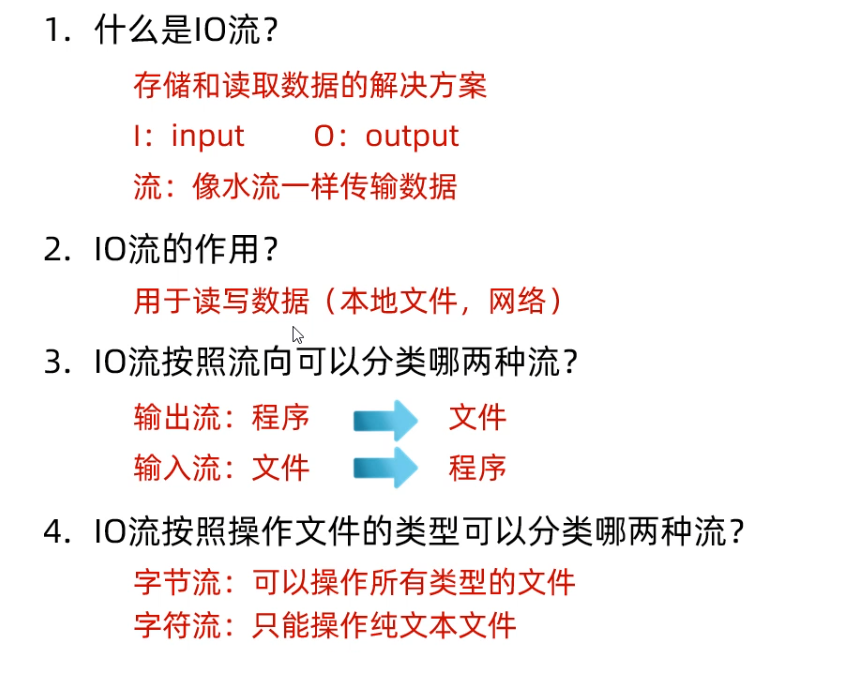 1. 什么是IO流？
存储和读取数据的解决方案
I：input O：output
流：像水流一样传输数据
2. IO流的作用？
用于读写数据（本地文件，网络）
3. IO流按照流向可以分类哪两种流？
输出流：程序 文件
输入流：文件 程序
4. IO流按照操作文件的类型可以分类哪两种流？
字节流：可以操作所有类型的文件
字符流：只能操作纯文本文件